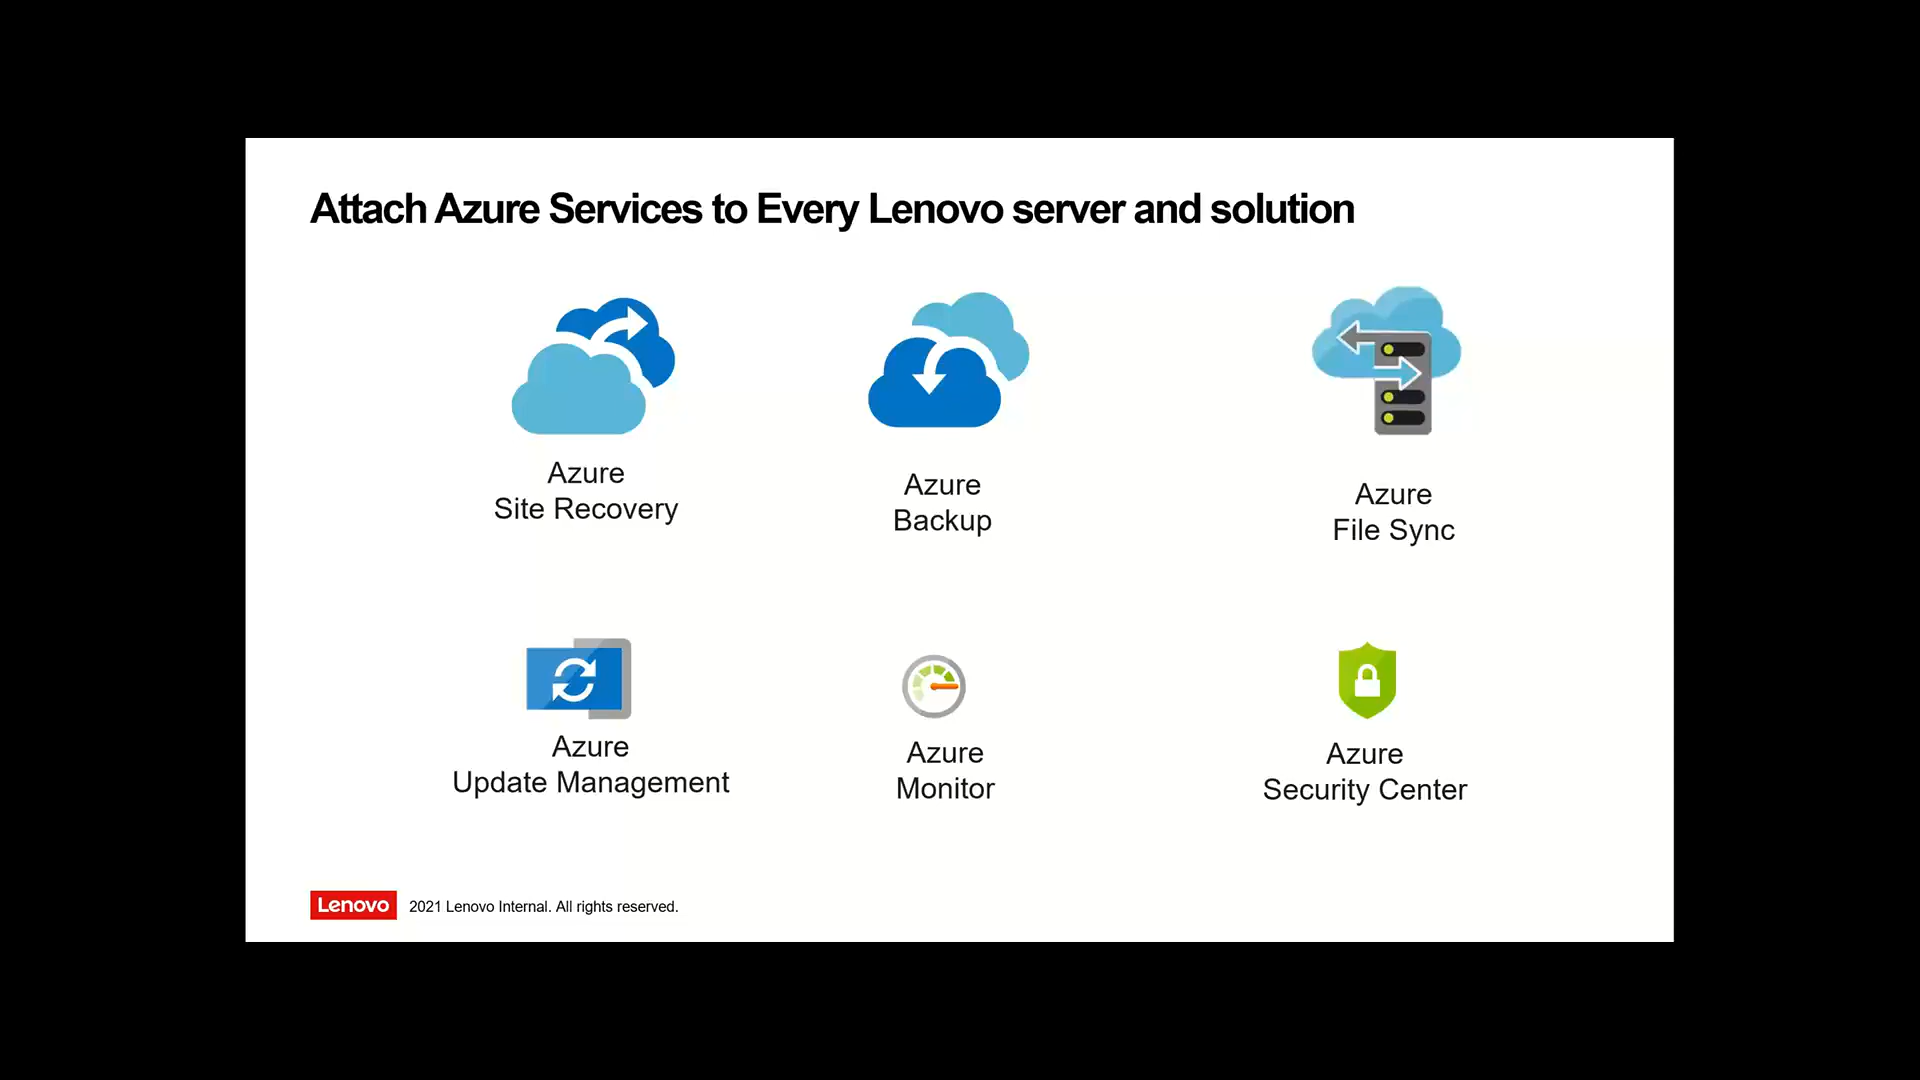 Attach Azure Services to Every Lenovo server and solution
Azure
Site Recovery
Azure
Backup
Azure
File Sync
Azure
Update Management
Azure
Monitor
Azure
Security Center
Lenovo 2021 Lenovo Internal. All rights reserved.